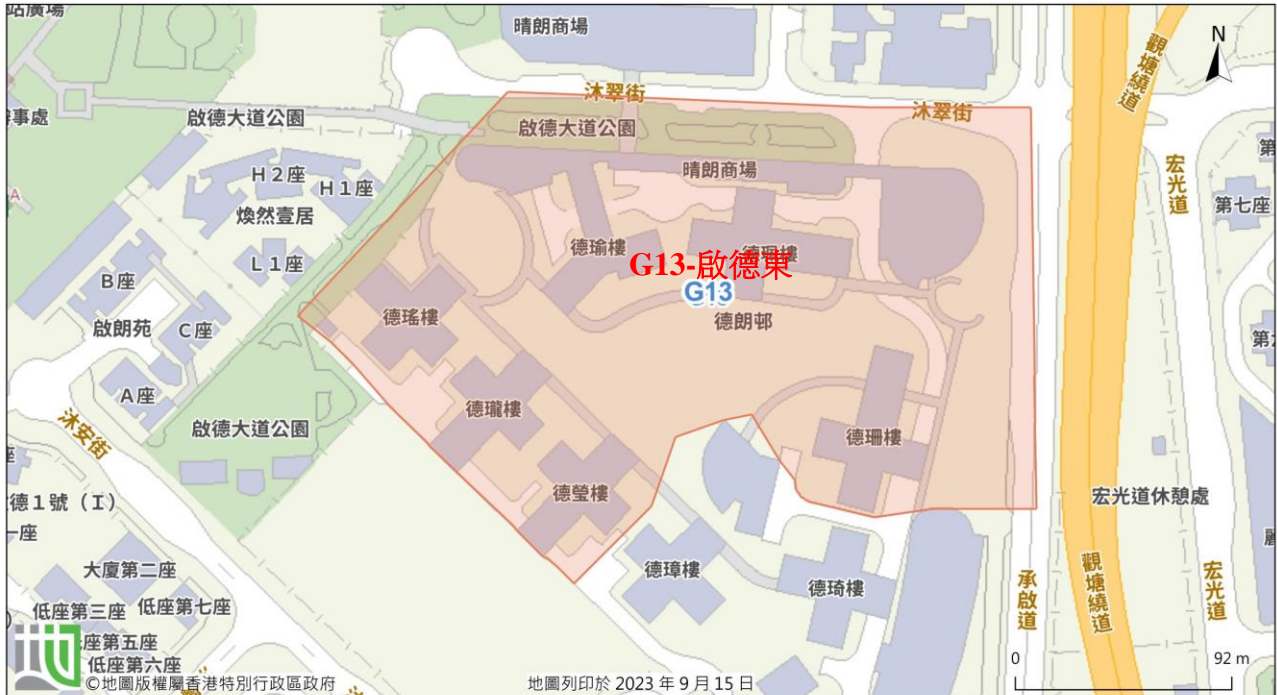 站廣場
晴朗商場
觀塘繞道
N
沐翠街
沐翠街
事處
啟德大道公園
啟德大道公園
宏光道
晴朗商場
H2座
H1座
A
煥然壹居
第七座
德瑜樓
L1座
G13-啟德東
G13
B座
德瑤樓
德朗邨
啟朗苑
C座
A座
德瓏樓
沐安街
啟德大道公園
德珊樓
德瑩樓
德1號（I）
宏光道休憩處
大廈第二座
德璋樓
德琦樓
承啟道
觀塘繞道
宏光道
低座第三座
低座第七座
座第五座
低座第六座
0
92 m
©地圖版權屬香港特別行政區政府
地圖列印於 2023 年 9 月 15 日